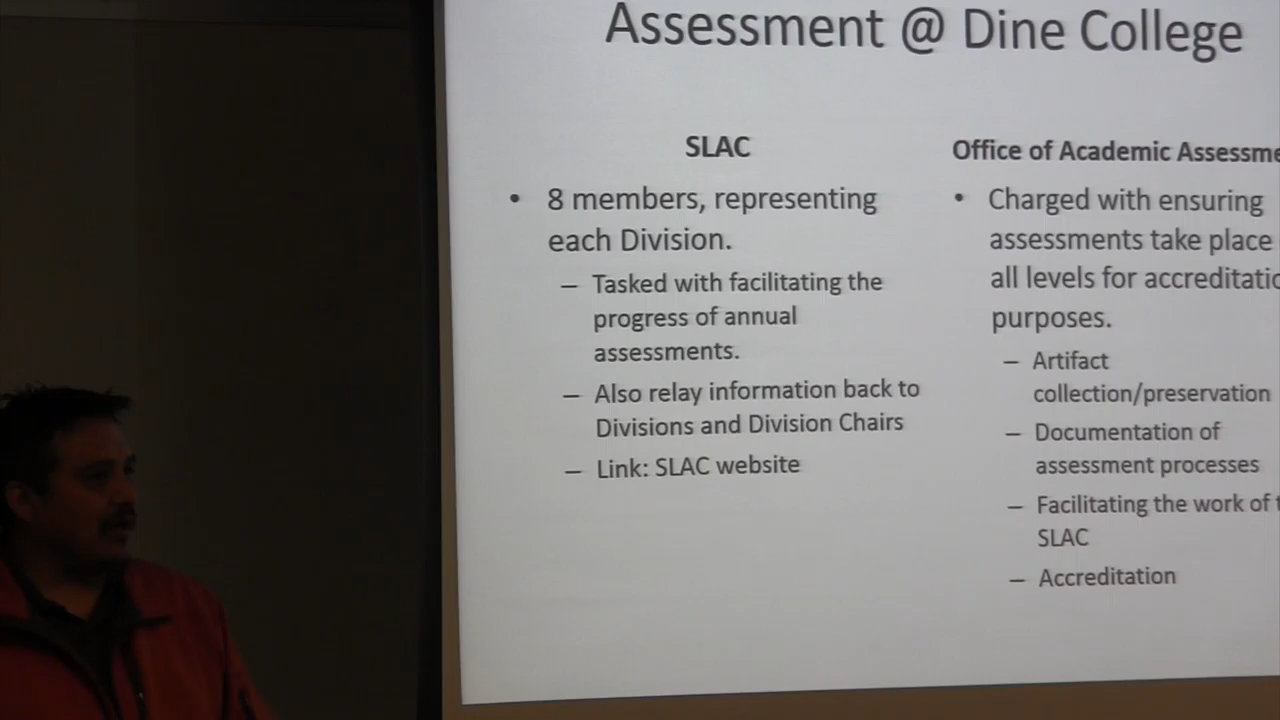 Assessment @ Dine College
SLAC
• 8 members, representing
each Division.
– Tasked with facilitating the
progress of annual
assessments.
– Also relay information back to
Divisions and Division Chairs
– Link: SLAC website
Office of Academic
• Charged with ensuring
assessments take place
all levels for
purposes.
– Artifact
collection/preservation
– Documentation of
assessment processes
– Facilitating the work of
SLAC
– Accreditation